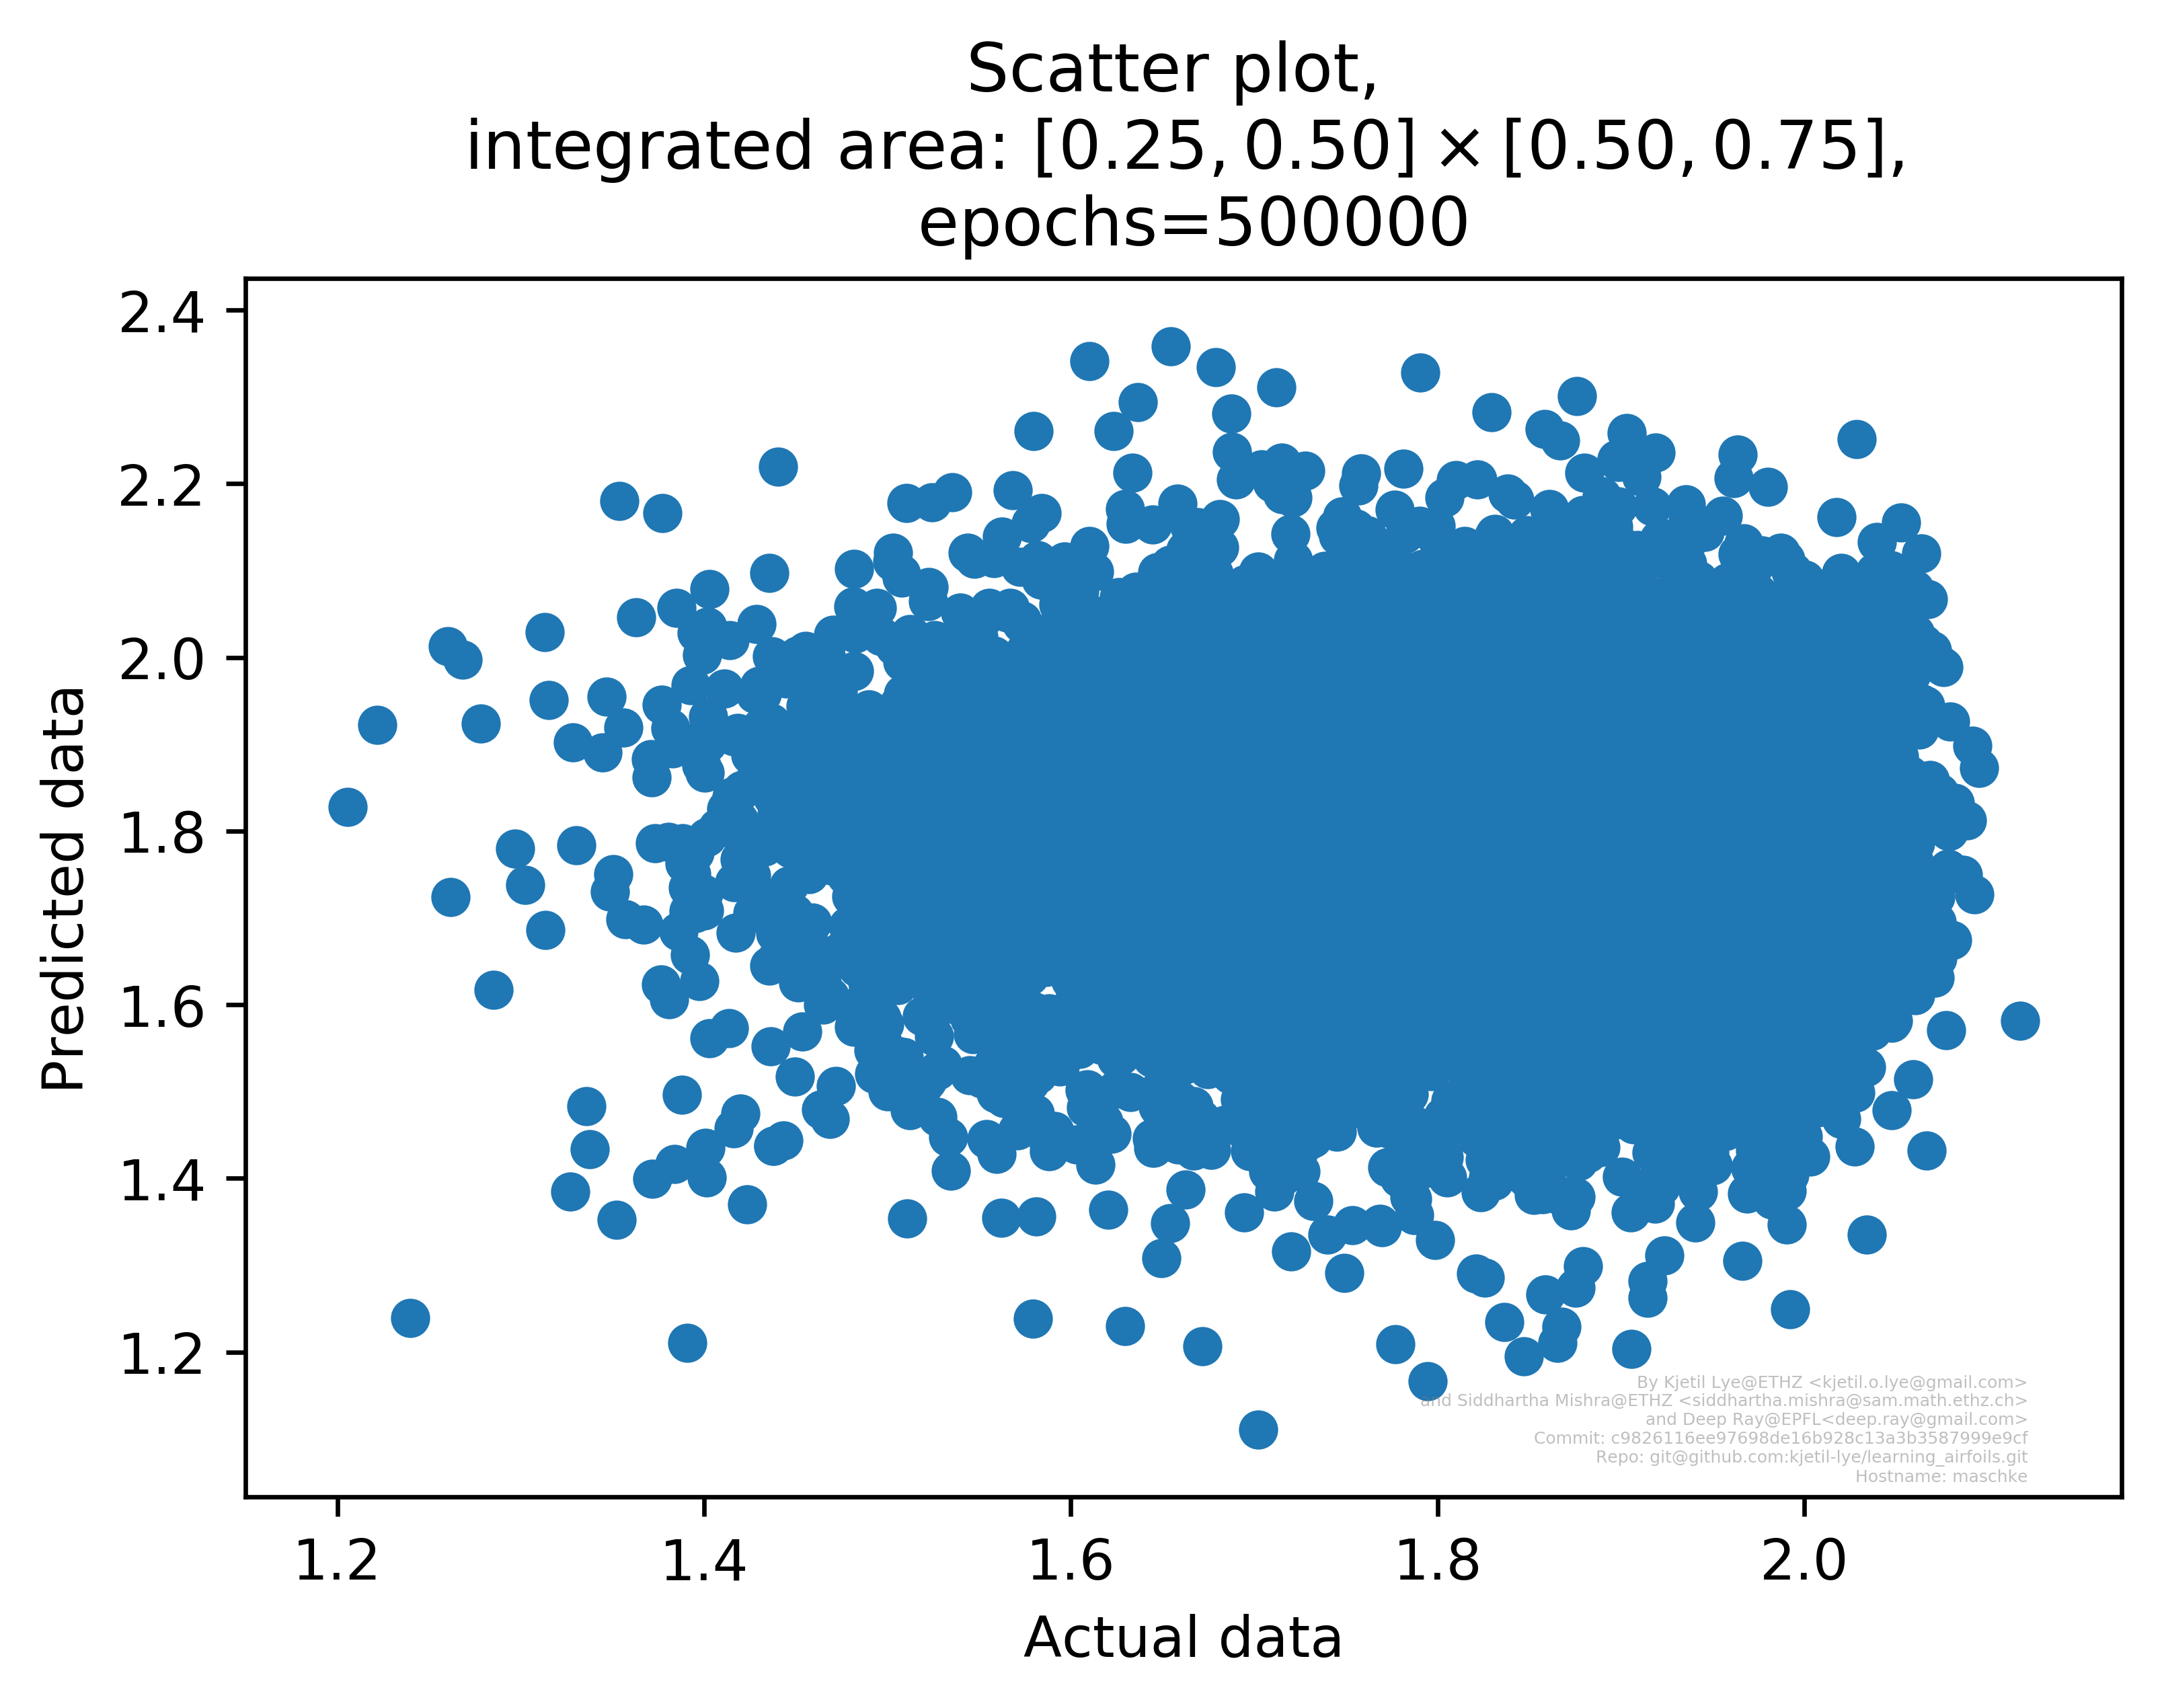 Scatter plot,
integrated area: [0.25, 0.50] × [0.50, 0.75],
epochs=500000
2.4
2.2
2.0
1.8
1.6
1.4
1.2
Predicted data
1.2 1.4 1.6 1.8 2.0
Actual data
By Kjetil Lye@ETHZ <kjetil.o.lye@gmail.com>
and Siddhartha Mishra@ETHZ <siddhartha.mishra@sam.math.ethz.ch>
and Deep Ray@EPFL<deep.ray@gmail.com>
Commit: c9826116ee97698de16b928c13a3b3587999e9cf
Repo: git@github.com:kjetil-lye/learning_airfoils.git
Hostname: maschke